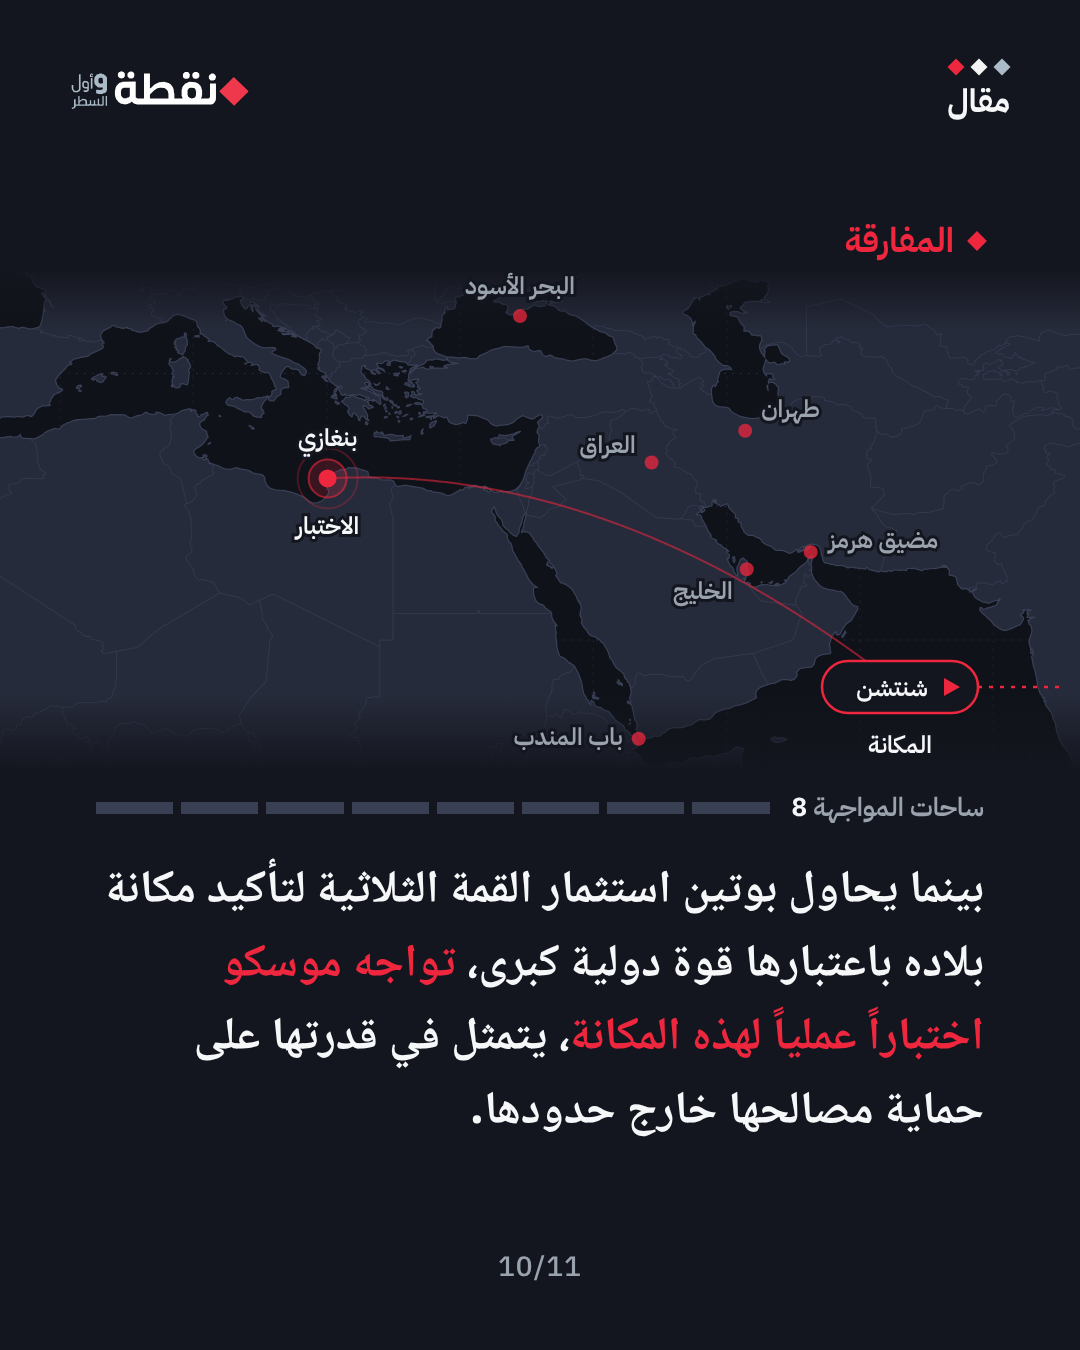 مقال
نقطة
وأول
السطر
المفارقة
البحر الأسود
طهران
بنغازي
العراق
الاختبار
مضيق هرمز
الخليج
شنتشن
باب المندب
المكانة
ساحات المواجهة 8
بينما يحاول بوتين استثمار القمة الثلاثية لتأكيد مكانة
بلاده باعتبارها قوة دولية كبرى، تواجه موسكو
اختباراً عملياً لهذه المكانة، يتمثل في قدرتها على
حماية مصالحها خارج حدودها.
10/11